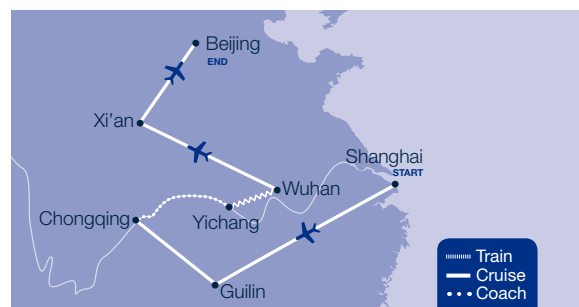 Beijing
END
Xi’an
Shanghai
START
Wuhan
Chongqing
Yichang
Guilin
Train
Cruise
Coach